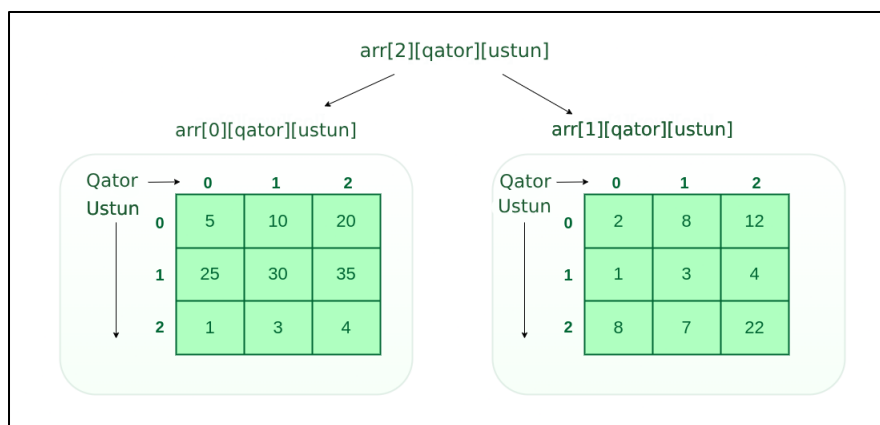 arr[2][qator][ustun]
arr[0][qator][ustun]
Qator 0 1 2
Ustun
0 5 10 20
1 25 30 35
2 1 3 4
arr[1][qator][ustun]
Qator 0 1 2
Ustun
0 2 8 12
1 1 3 4
2 8 7 22